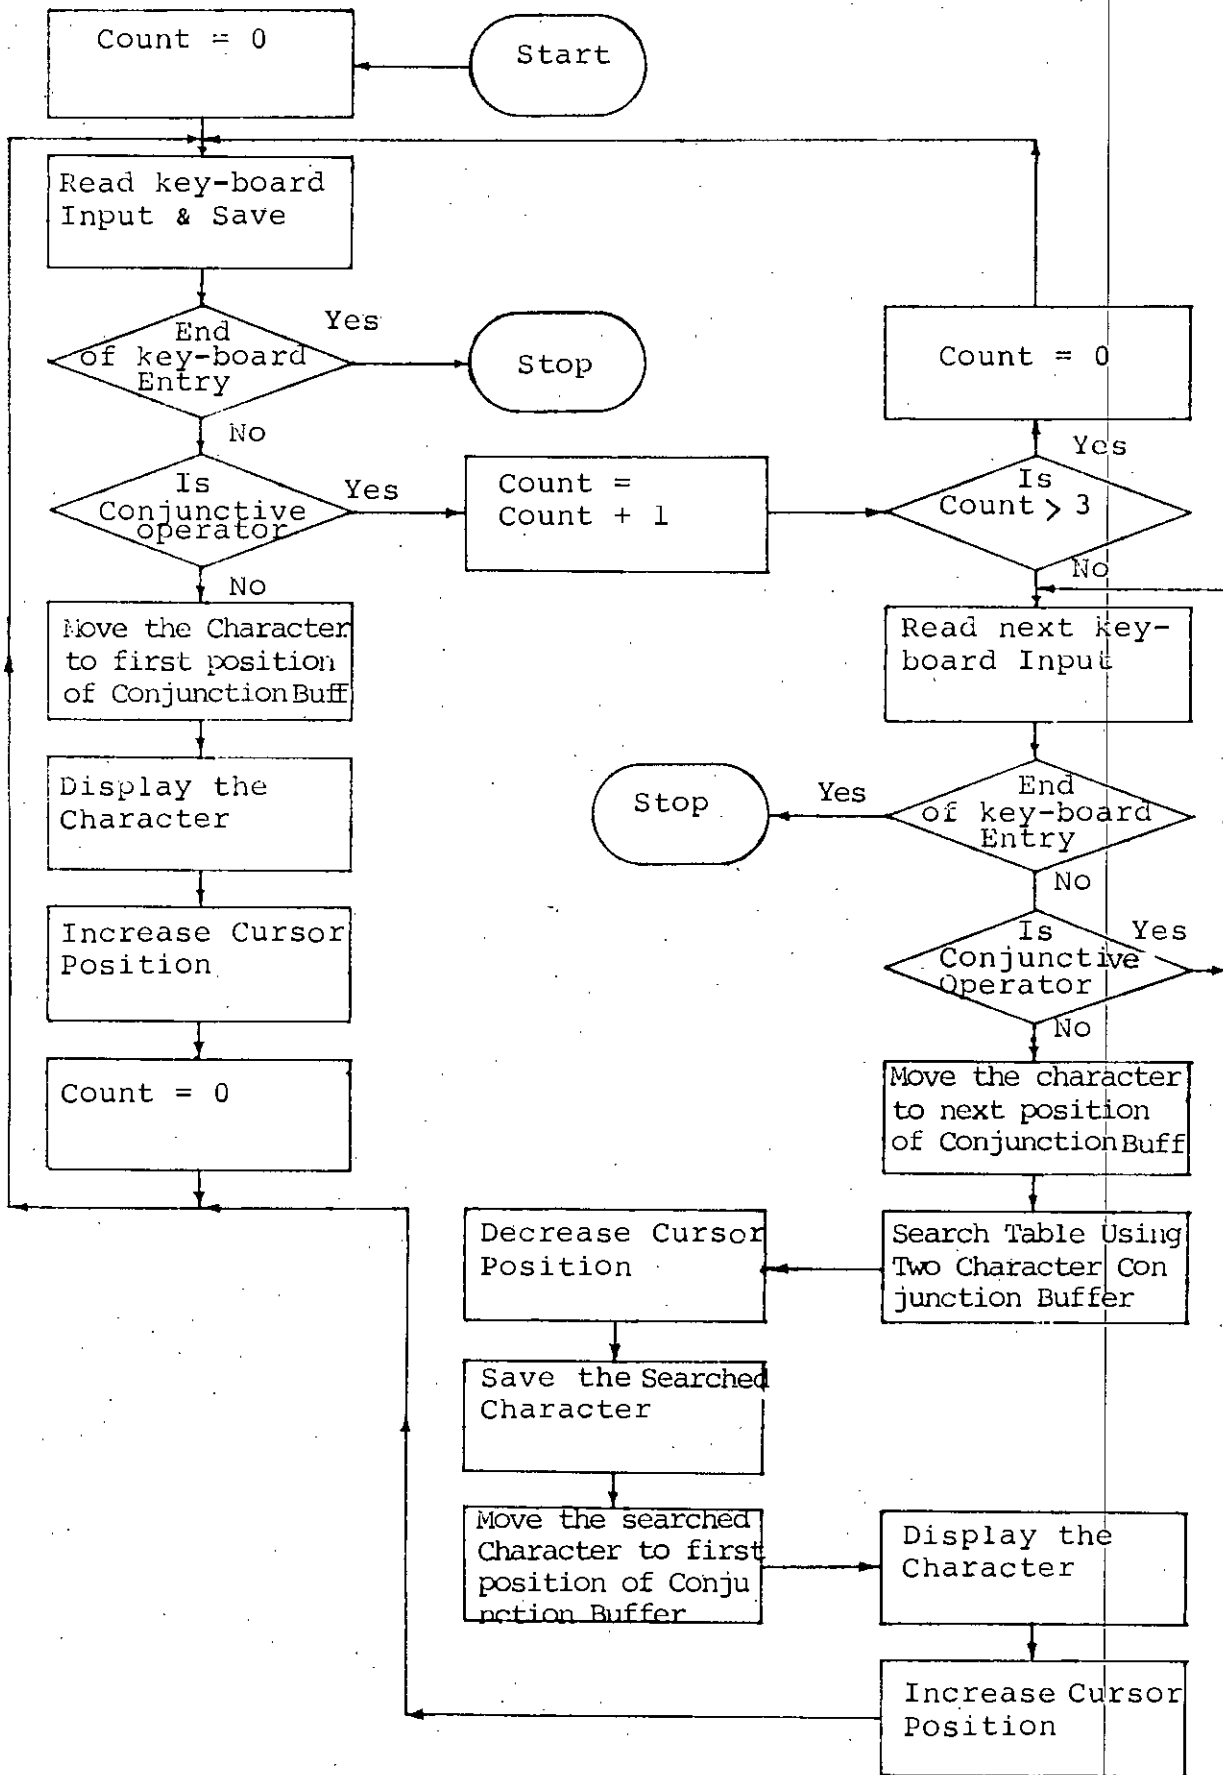 Count = 0
Start
Read key-board
Input & Save
End
of key-board
Entry
Yes
Stop
No
Count = 0
Yes
Is
Conjunctive
operator
Yes
Count =
Count + 1
Is
Count > 3
No
No
Move the Character
to first position
of Conjunction Buff
Read next key-
board Input
Display the
Character
Stop
Yes
End
of key-board
Entry
No
Increase Cursor
Position
Is
Conjunctive
Operator
Yes
No
Count = 0
Move the character
to next position
of Conjunction Buff
Decrease Cursor
Position
Search Table Using
Two Character Con
junction Buffer
Save the Searched
Character
Move the searched
Character to first
position of Conju
nction Buffer
Display the
Character
Increase Cursor
Position